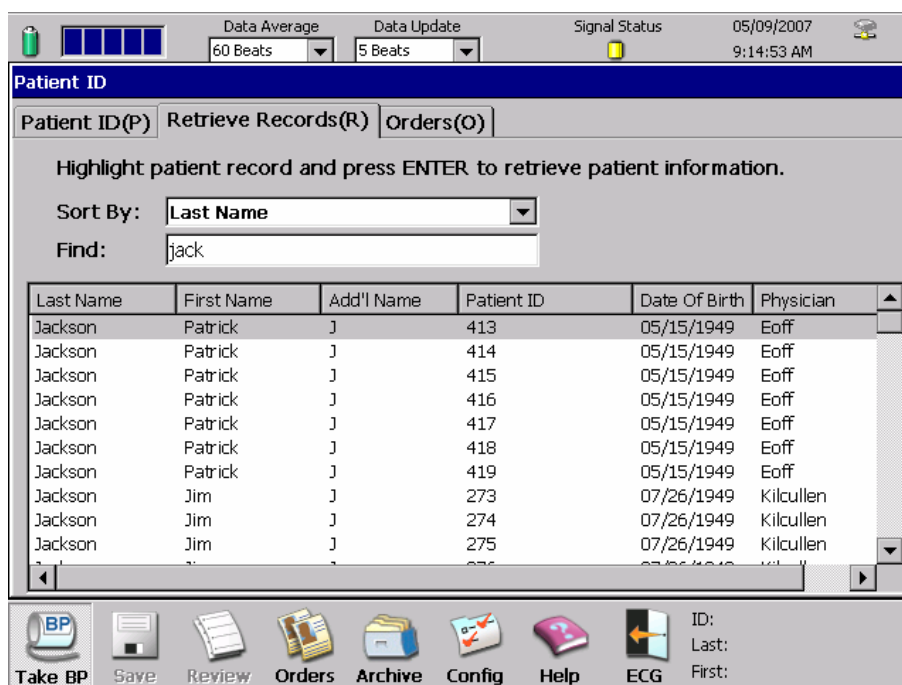 Data Average Data Update Signal Status 05/09/2007
60 Beats 5 Beats 9:14:53 AM
Patient ID
Patient ID(P) Retrieve Records(R) Orders(O)
Highlight patient record and press ENTER to retrieve patient information.
Sort By: Last Name
Find: jack
Last Name First Name Add'l Name Patient ID Date Of Birth Physician
Jackson Patrick J 413 05/15/1949 Eoff
Jackson Patrick J 414 05/15/1949 Eoff
Jackson Patrick J 415 05/15/1949 Eoff
Jackson Patrick J 416 05/15/1949 Eoff
Jackson Patrick J 417 05/15/1949 Eoff
Jackson Patrick J 418 05/15/1949 Eoff
Jackson Patrick J 419 05/15/1949 Eoff
Jackson Jim J 273 07/26/1949 Kilcullen
Jackson Jim J 274 07/26/1949 Kilcullen
Jackson Jim J 275 07/26/1949 Kilcullen
BP
Take BP Save Review Orders Archive Config Help ECG
ID:
Last:
First: